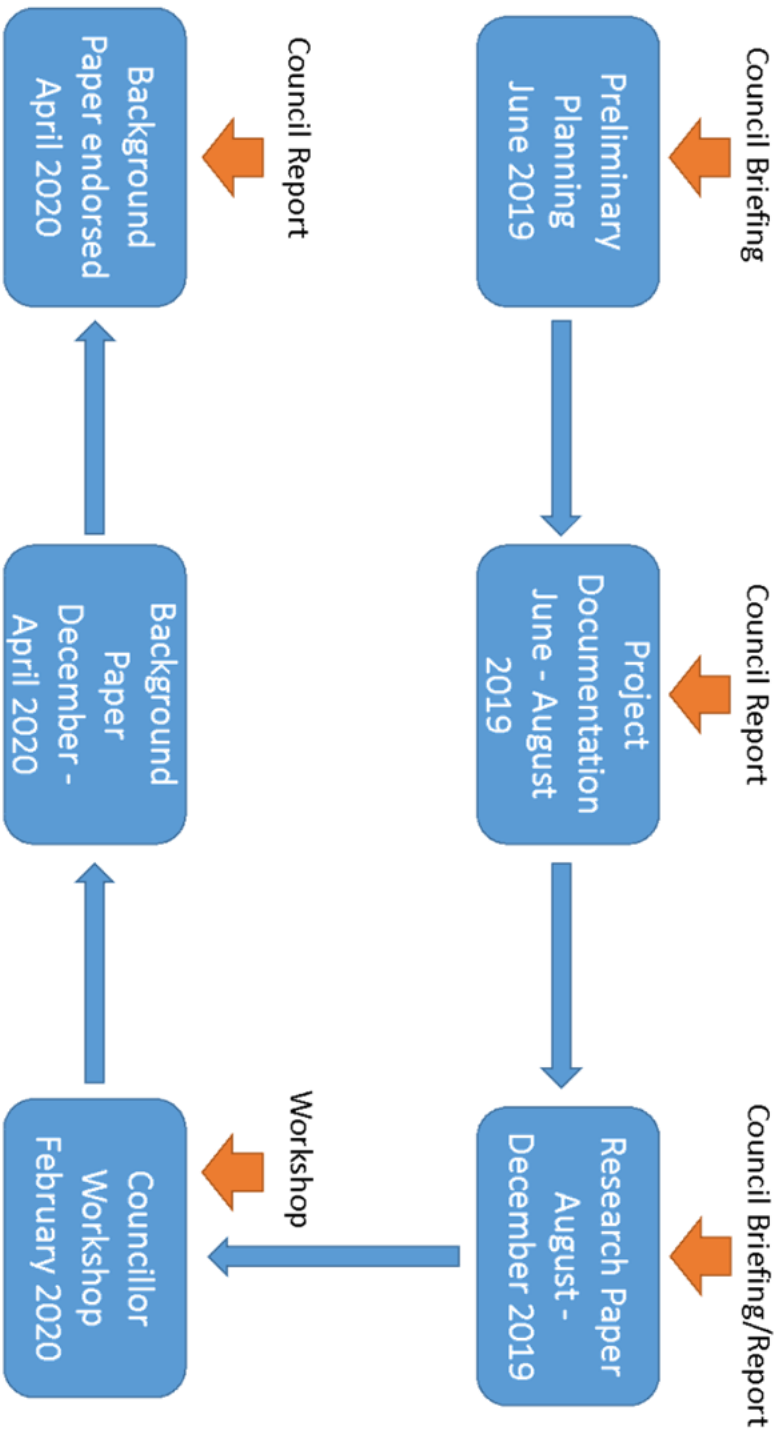 Council Briefing
Preliminary
Planning
June 2019
Council Report
Project
Documentation
June - August
2019
Council Briefing/Report
Research Paper
August -
December 2019
Workshop
Councillor
Workshop
February 2020
Background
Paper
December -
April 2020
Council Report
Background
Paper endorsed
April 2020